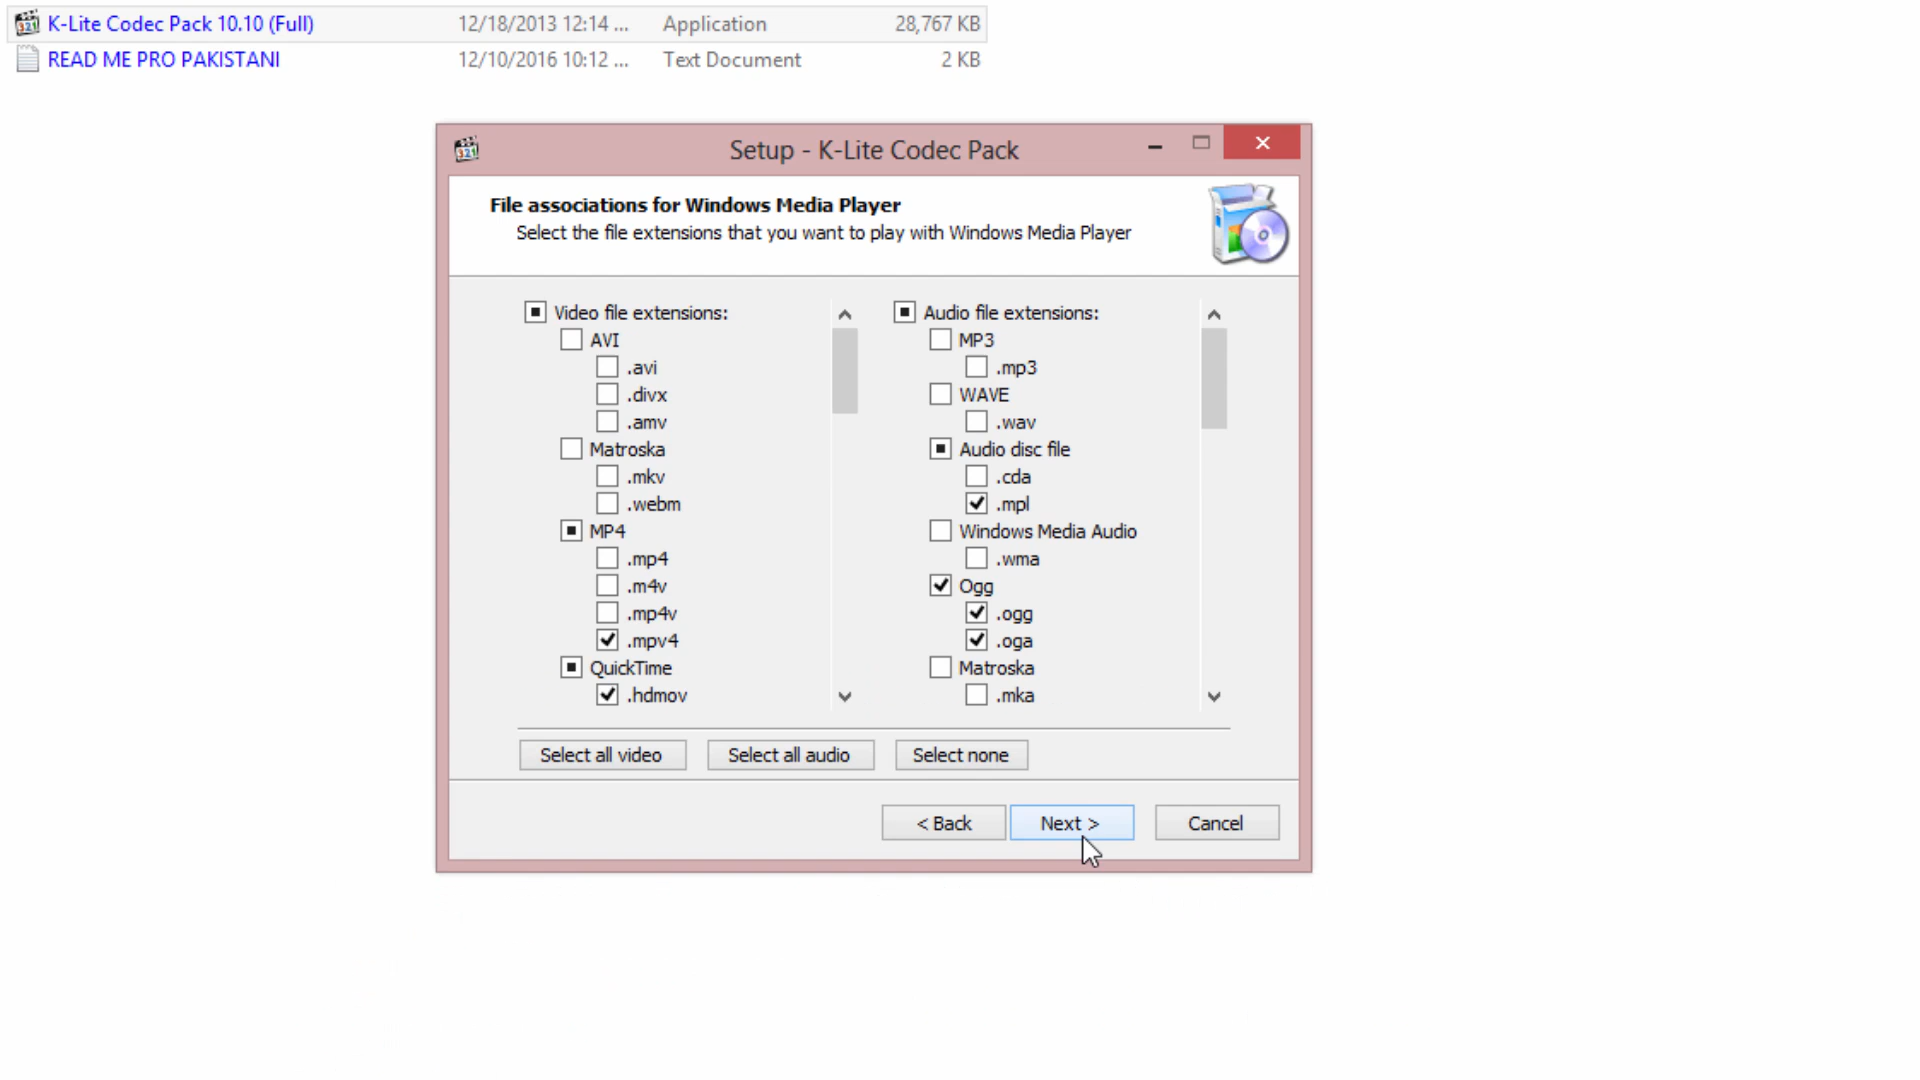 K-Lite Codec Pack 10.10 (Full) 12/18/2013 12:14 ... Application 28,767 KB
READ ME PRO PAKISTANI 12/10/2016 10:12 ... Text Document 2 KB
321 Setup - K-Lite Codec Pack
File associations for Windows Media Player
Select the file extensions that you want to play with Windows Media Player
Video file extensions:
AVI
.avi
.divx
.amv
Matroska
.mkv
.webm
MP4
.mp4
.m4v
.mp4v
.mpv4
QuickTime
.hdmov
Audio file extensions:
MP3
.mp3
WAVE
.wav
Audio disc file
.cda
.mpl
Windows Media Audio
.wma
Ogg
.ogg
.oga
Matroska
.mka
Select all video Select all audio Select none
< Back Next > Cancel